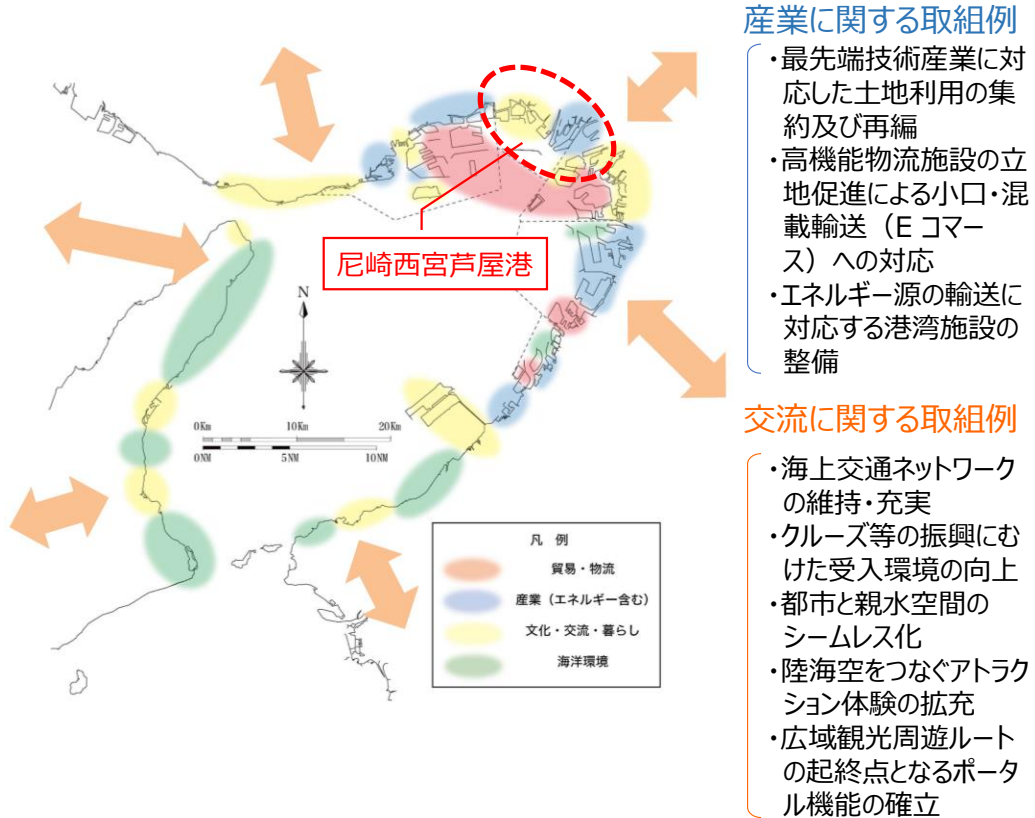 尼崎西宮芦屋港
N
0Km 10Km 20Km
0NM 5NM 10NM
凡 例
貿易・物流
産業（エネルギー含む）
文化・交流・暮らし
海洋環境
産業に関する取組例
・最先端技術産業に対
応した土地利用の集
約及び再編
・高機能物流施設の立
地促進による小口・混
載輸送（E コマー
ス）への対応
・エネルギー源の輸送に
対応する港湾施設の
整備
交流に関する取組例
・海上交通ネットワーク
の維持・充実
・クルーズ等の振興にむ
けた受入環境の向上
・都市と親水空間の
シームレス化
・陸海空をつなぐアトラク
ション体験の拡充
・広域観光周遊ルート
の起終点となるポータ
ル機能の確立